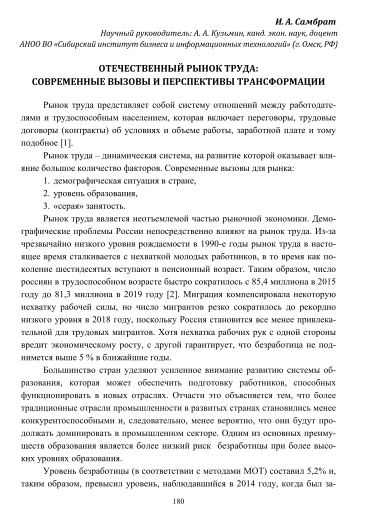 И. А. Самбрат
Научный руководитель: А. А. Кузьмин, канд. экон. наук, доцент
АНОО ВО «Сибирский институт бизнеса и информационных технологий» (г. Омск, РФ)
ОТЕЧЕСТВЕННЫЙ РЫНОК ТРУДА:
СОВРЕМЕННЫЕ ВЫЗОВЫ И ПЕРСПЕКТИВЫ ТРАНСФОРМАЦИИ
Рынок труда представляет собой систему отношений между работодате-
лями и трудоспособным населением, которая включает переговоры, трудовые
договоры (контракты) об условиях и объеме работы, заработной плате и тому
подобное [1].
Рынок труда – динамическая система, на развитие которой оказывает вли-
яние большое количество факторов. Современные вызовы для рынка:
1. демографическая ситуация в стране,
2. уровень образования,
3. «серая» занятость.
Рынок труда является неотъемлемой частью рыночной экономики. Демо-
графические проблемы России непосредственно влияют на рынок труда. Из-за
чрезвычайно низкого уровня рождаемости в 1990-е годы рынок труда в настоя-
щее время сталкивается с нехваткой молодых работников, в то время как по-
коление шестидесятых вступают в пенсионный возраст. Таким образом, число
россиян в трудоспособном возрасте быстро сократилось с 85,4 миллиона в 2015
году до 81,3 миллиона в 2019 году [2]. Миграция компенсировала некоторую
нехватку рабочей силы, но число мигрантов резко сократилось до рекордно
низкого уровня в 2018 году, поскольку Россия становится все менее привлека-
тельной для трудовых мигрантов. Хотя нехватка рабочих рук с одной стороны
вредит экономическому росту, с другой гарантирует, что безработица не под-
нимется выше 5 % в ближайшие годы.
Большинство стран уделяют усиленное внимание развитию системы об-
разования, которая может обеспечить подготовку работников, способных
функционировать в новых отраслях. Отчасти это объясняется тем, что более
традиционные отрасли промышленности в развитых странах становились менее
конкурентоспособными и, следовательно, менее вероятно, что они будут про-
должать доминировать в промышленном секторе. Одним из основных преиму-
ществ образования является более низкий риск безработицы при более высо-
ких уровнях образования.
Уровень безработицы (в соответствии с методами МОТ) составил 5,2% и,
таким образом, превысил уровень, наблюдавшийся в 2014 году, когда был за-
180